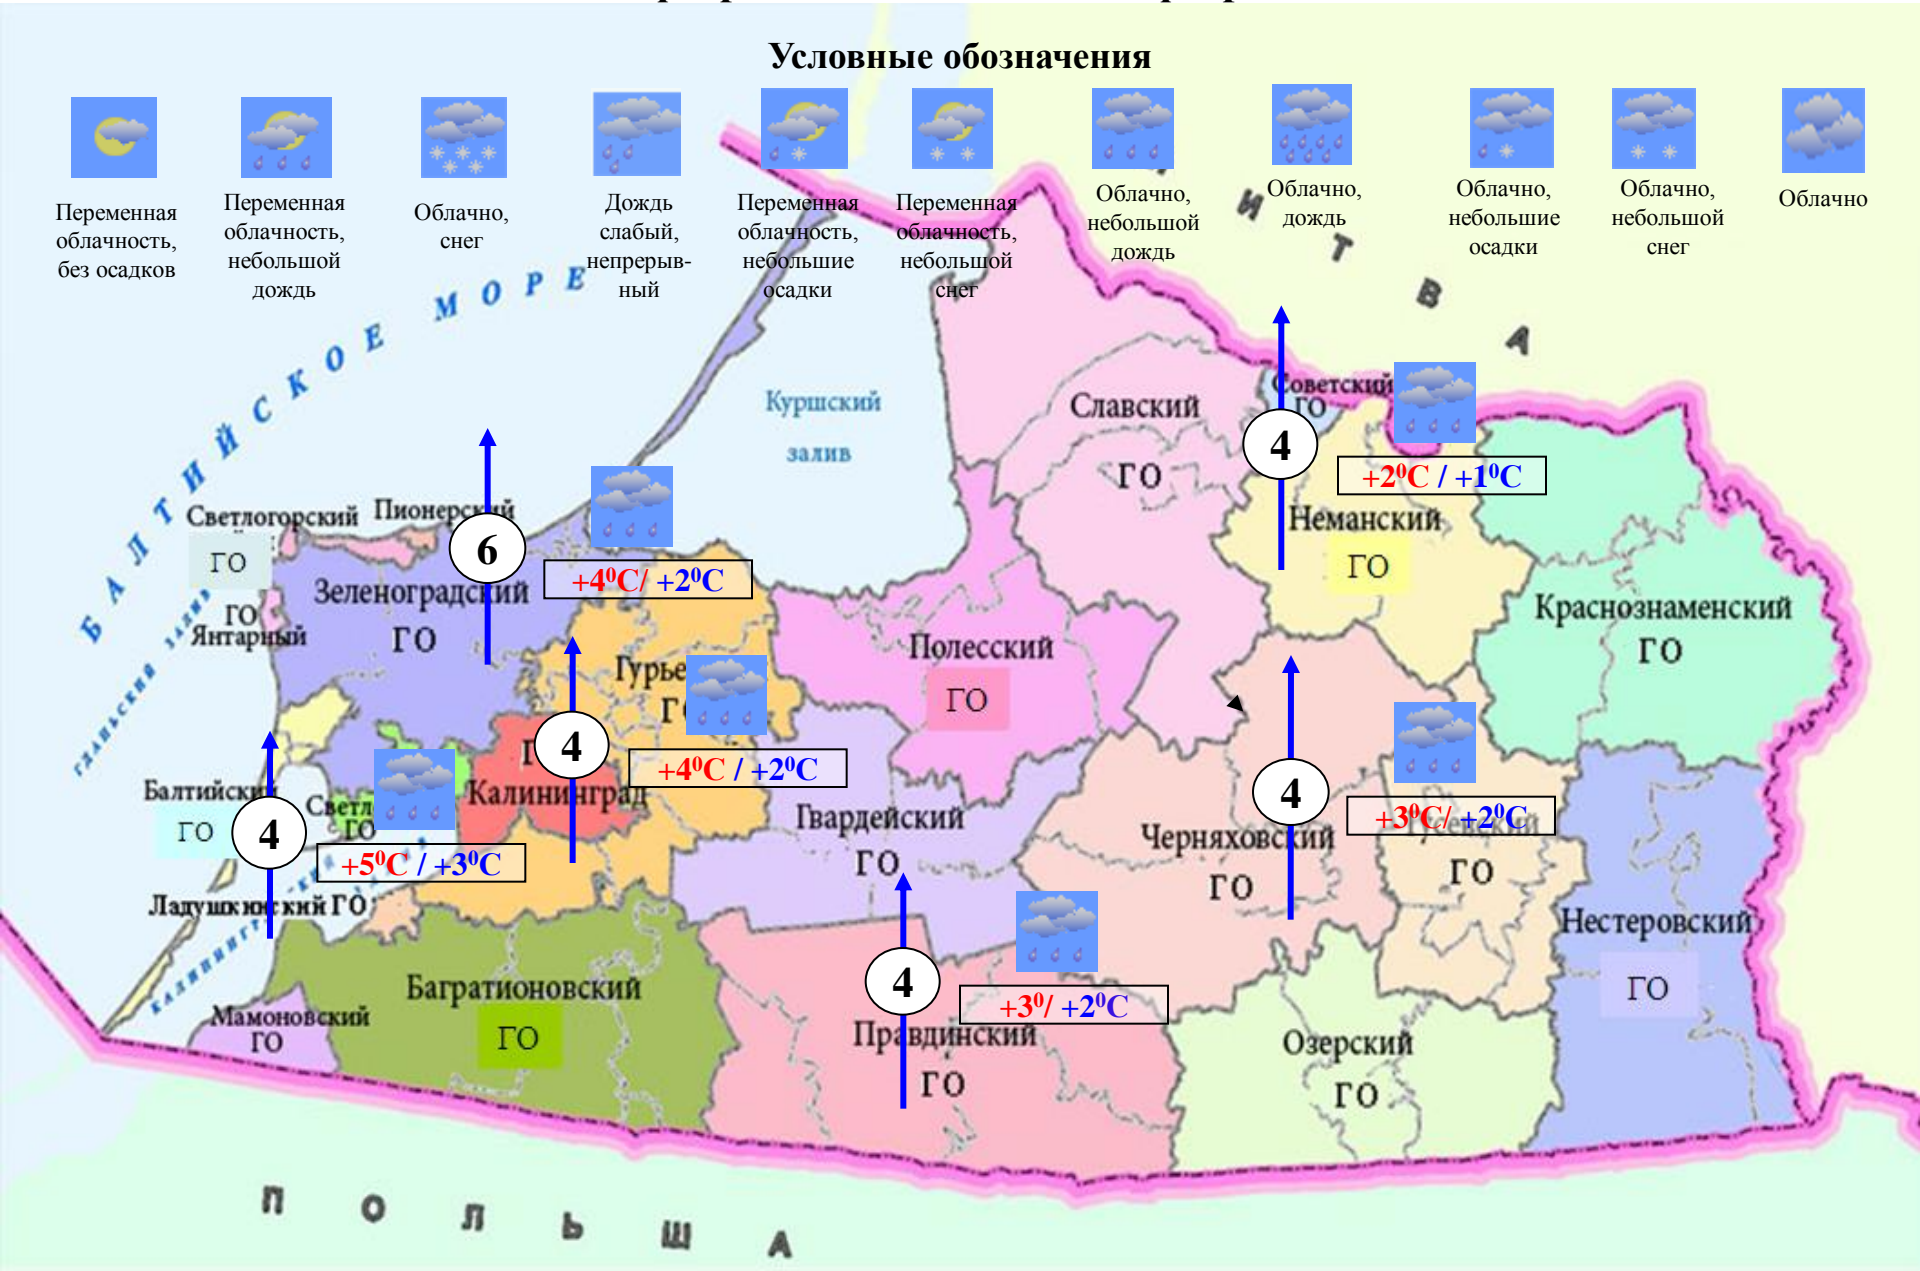 Условные обозначения
Переменная
облачность,
без осадков
Переменная
облачность,
небольшой
дождь
Облачно,
снег
Дождь
слабый,
непрерыв-
ный
Переменная
облачность,
небольшие
осадки
Переменная
облачность,
небольшой
снег
Облачно,
небольшой
дождь
Облачно,
дождь
Облачно,
небольшие
осадки
Облачно,
небольшой
снег
Облачно
БАЛТИЙСКОЕ МОРЕ
ИТВА
Куршский
залив
Славский
ГО
Советский
ГО
4
+2⁰С / +1⁰С
Неманский
ГО
Краснознаменский
ГО
Светлогорский
ГО
Пионерский
6
+4⁰С/ +2⁰С
Зеленоградский
ГО
ГО
Янтарный
Гурье
Полесский
ГО
4
+4⁰С / +2⁰С
Калининград
Балтийский
ГО
4
Светл
ГО
+5⁰С / +3⁰С
Ладушкинский ГО
Гвардейский
ГО
4
+3⁰С/ +2⁰С
Черняховский
ГО
ГО
Нестеровский
ГО
Багратионовский
ГО
Мамоновский
ГО
4
+3⁰/ +2⁰С
Правдинский
ГО
Озерский
ГО
ПОЛЬША